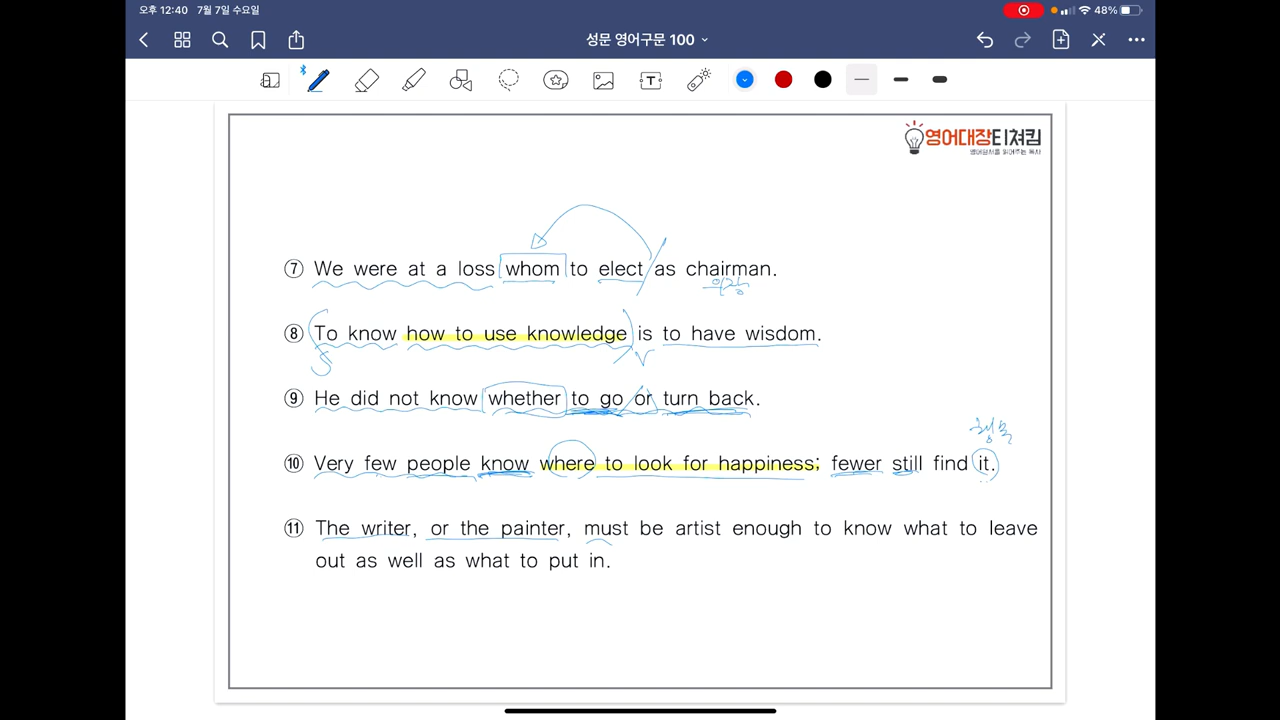 오후 12:40 7월 7일 수요일
48%
성문 영어구문 100
영어대장티쳐킴
⑦ We were at a loss whom to elect as chairman.
의장
⑧ To know how to use knowledge is to have wisdom.
S V
⑨ He did not know whether to go or turn back.
행복
⑩ Very few people know where to look for happiness; fewer still find it.
⑪ The writer, or the painter, must be artist enough to know what to leave
out as well as what to put in.